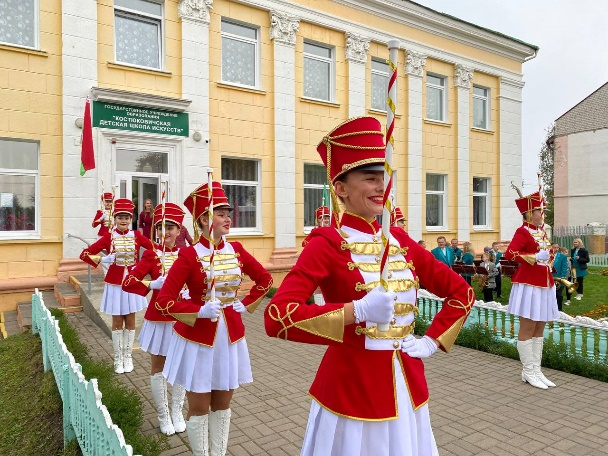 ГОСУДАРСТВЕННОЕ УЧРЕЖДЕНИЕ
ОБРАЗОВАНИЯ
"КОСТЮКОВИЧСКАЯ
ДЕТСКАЯ ШКОЛА ИСКУССТВ"